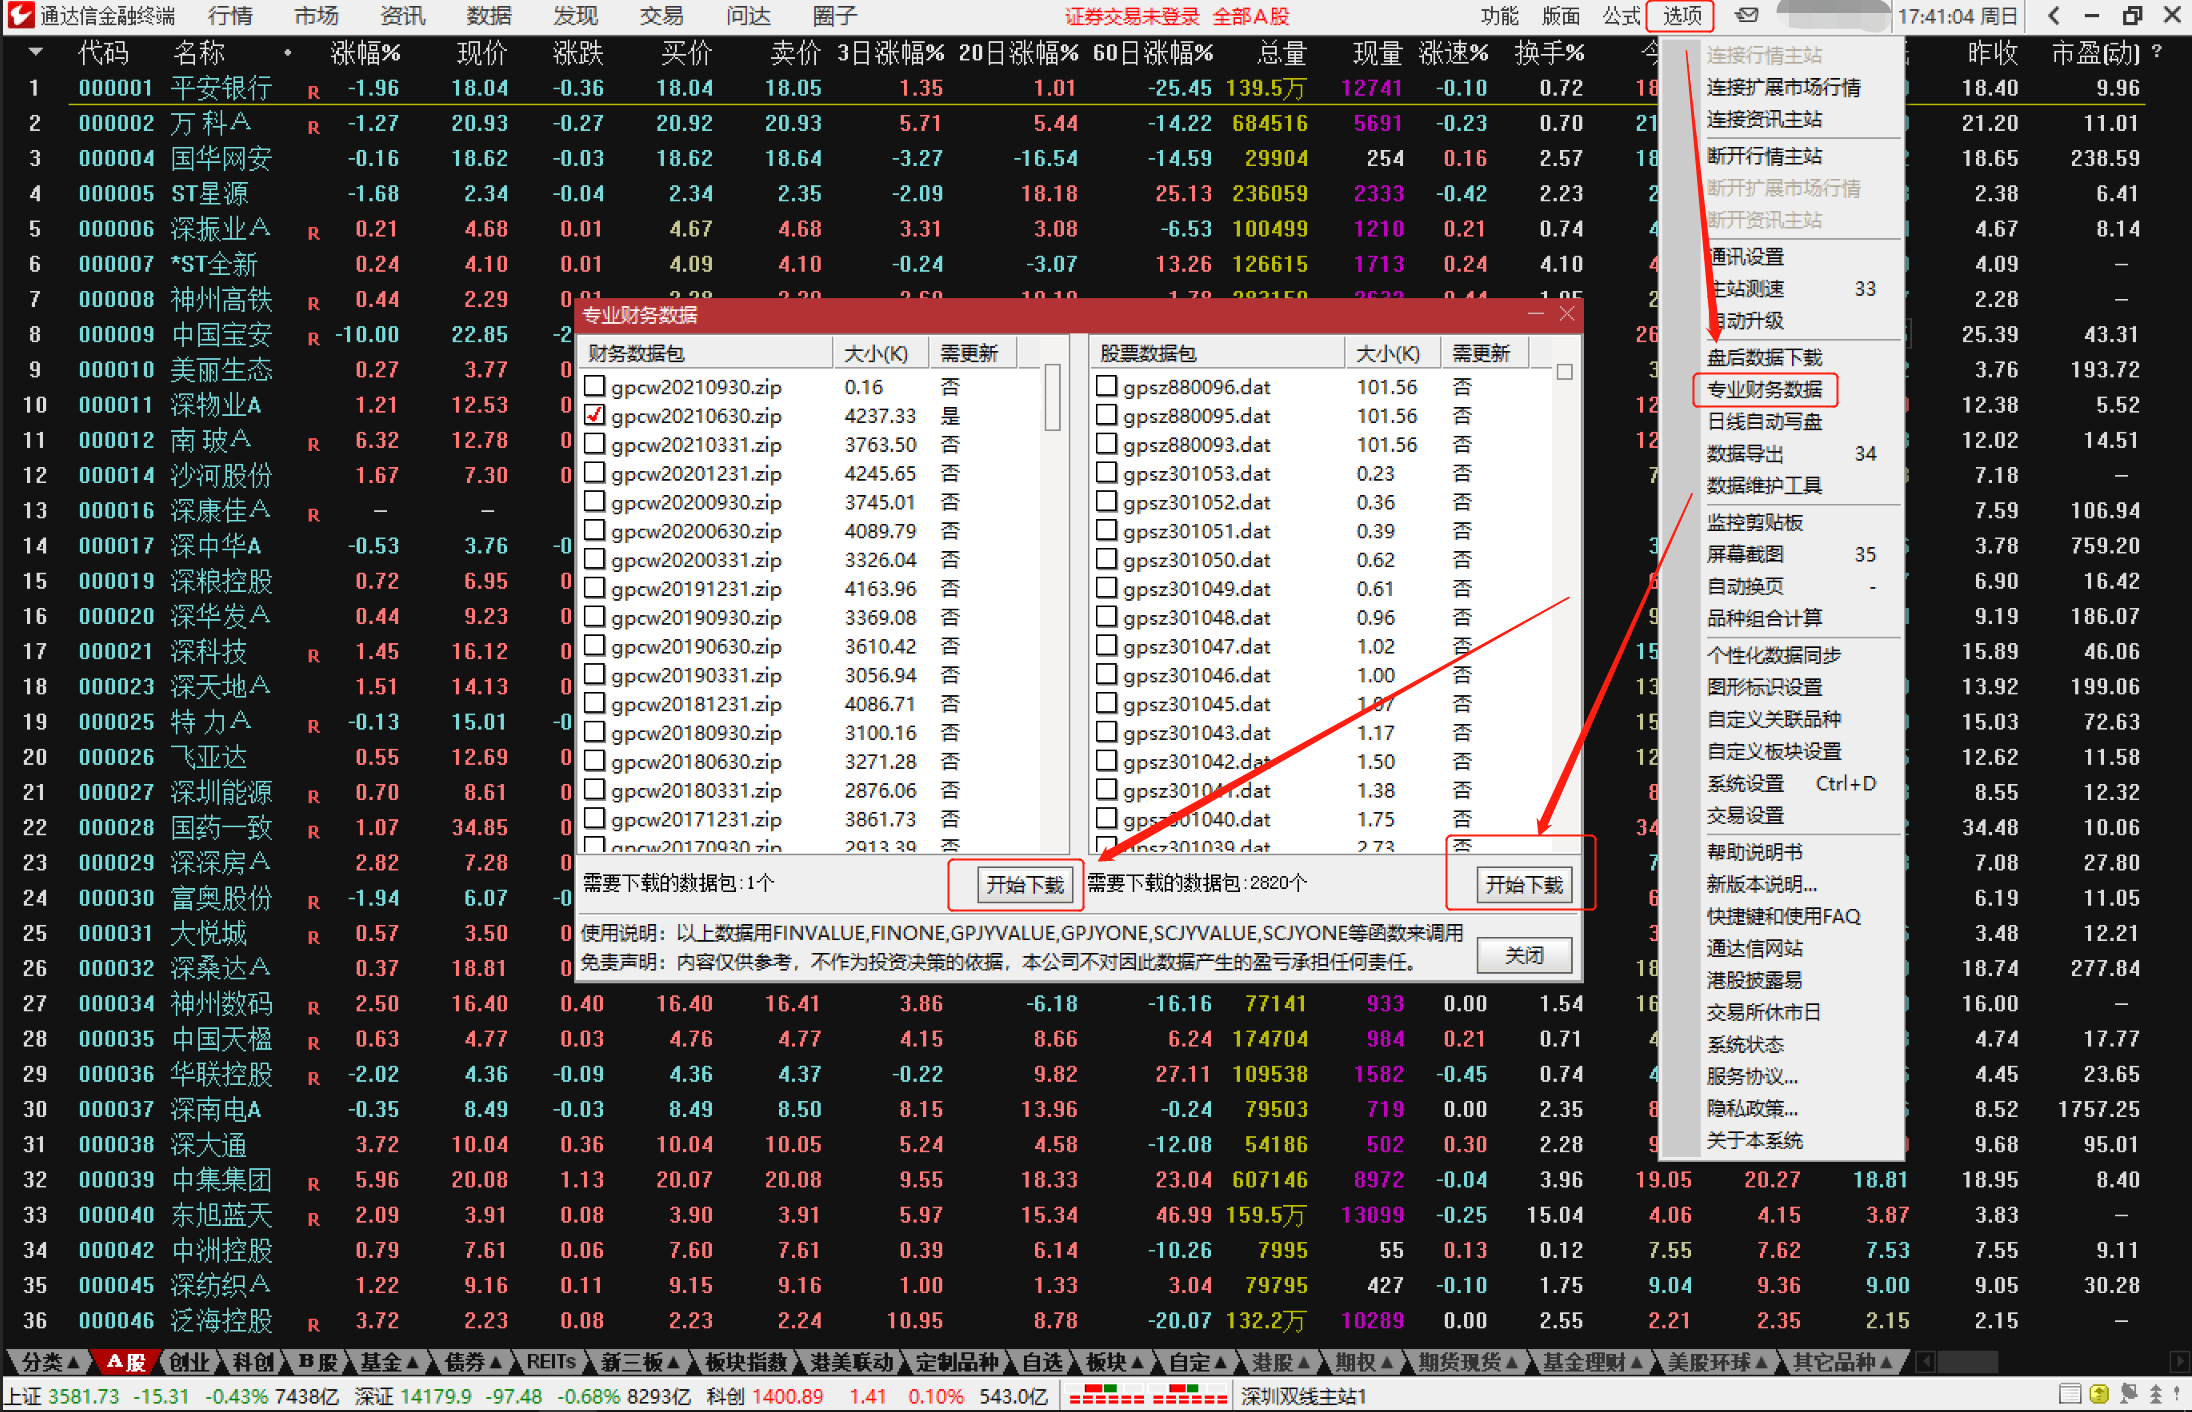 通达信金融终端 行情 市场 资讯 数据 发现 交易 问达 圈子 证券交易未登录 全部A股 功能 版面 公式 选项 17:41:04 周日
代码 名称 涨幅% 现价 涨跌 买价 卖价 3日涨幅% 20日涨幅% 60日涨幅% 总量 现量 涨速% 换手% 今 昨收 市盈(动) ?
1 000001 平安银行 R -1.96 18.04 -0.36 18.04 18.05 1.35 1.01 -25.45 139.5万 12741 -0.10 0.72 18 18.40 9.96
2 000002 万 科A R -1.27 20.93 -0.27 20.92 20.93 5.71 5.44 -14.22 684516 5691 -0.23 0.70 21 21.20 11.01
3 000004 国华网安 -0.16 18.62 -0.03 18.62 18.64 -3.27 -16.54 -14.59 29904 254 0.16 2.57 18 18.65 238.59
4 000005 ST星源 -1.68 2.34 -0.04 2.34 2.35 -2.09 18.18 25.13 236059 2333 -0.42 2.23 2 2.38 6.41
5 000006 深振业A R 0.21 4.68 0.01 4.67 4.68 3.31 3.08 -6.53 100499 1210 0.21 0.74 4 4.67 8.14
6 000007 *ST全新 0.24 4.10 0.01 4.09 4.10 -0.24 -3.07 13.26 126615 1713 0.24 4.10 4 4.09 —
7 000008 神州高铁 R 0.44 2.29 2 2.28 —
8 000009 中国宝安 R -10.00 22.85 -2 26 25.39 43.31
9 000010 美丽生态 0.27 3.77 0 3 3.76 193.72
10 000011 深物业A 1.21 12.53 0 12 12.38 5.52
11 000012 南 玻A R 6.32 12.78 0 12 12.02 14.51
12 000014 沙河股份 1.67 7.30 0 7 7.18 —
13 000016 深康佳A R — — 7.59 106.94
14 000017 深中华A -0.53 3.76 -0 3 3.78 759.20
15 000019 深粮控股 0.72 6.95 0 6 6.90 16.42
16 000020 深华发A 0.44 9.23 0 9 9.19 186.07
17 000021 深科技 R 1.45 16.12 0 15 15.89 46.06
18 000023 深天地A 1.51 14.13 0 13 13.92 199.06
19 000025 特 力A R -0.13 15.01 -0 15 15.03 72.63
20 000026 飞亚达 0.55 12.69 0 12 12.62 11.58
21 000027 深圳能源 R 0.70 8.61 0 8 8.55 12.32
22 000028 国药一致 R 1.07 34.85 0 34 34.48 10.06
23 000029 深深房A 2.82 7.28 0 7 7.08 27.80
24 000030 富奥股份 R -1.94 6.07 -0 6 6.19 11.05
25 000031 大悦城 R 0.57 3.50 0 3 3.48 12.21
26 000032 深桑达A 0.37 18.81 0 18 18.74 277.84
27 000034 神州数码 R 2.50 16.40 0.40 16.40 16.41 3.86 -6.18 -16.16 77141 933 0.00 1.54 16 16.00 —
28 000035 中国天楹 R 0.63 4.77 0.03 4.76 4.77 4.15 8.66 6.24 174704 984 0.21 0.71 4 4.74 17.77
29 000036 华联控股 R -2.02 4.36 -0.09 4.36 4.37 -0.22 9.82 27.11 109538 1582 -0.45 0.74 4 4.45 23.65
30 000037 深南电A -0.35 8.49 -0.03 8.49 8.50 8.15 13.96 -0.24 79503 719 0.00 2.35 8 8.52 1757.25
31 000038 深大通 3.72 10.04 0.36 10.04 10.05 5.24 4.58 -12.08 54186 502 0.30 2.28 9 9.68 95.01
32 000039 中集集团 R 5.96 20.08 1.13 20.07 20.08 9.55 18.33 23.04 607146 8972 -0.04 3.96 19.05 20.27 18.81 18.95 8.40
33 000040 东旭蓝天 R 2.09 3.91 0.08 3.90 3.91 5.97 15.34 46.99 159.5万 13099 -0.25 15.04 4.06 4.15 3.87 3.83 —
34 000042 中洲控股 0.79 7.61 0.06 7.60 7.61 0.39 6.14 -10.26 7995 55 0.13 0.12 7.55 7.62 7.53 7.55 9.11
35 000045 深纺织A 1.22 9.16 0.11 9.15 9.16 1.00 1.33 3.04 79795 427 -0.10 1.75 9.04 9.36 9.00 9.05 30.28
36 000046 泛海控股 R 3.72 2.23 0.08 2.23 2.24 10.95 8.78 -20.07 132.2万 10289 0.00 2.55 2.21 2.35 2.15 2.15 —
专业财务数据
财务数据包 大小(K) 需更新
gpcw20210930.zip 0.16 否
gpcw20210630.zip 4237.33 是
gpcw20210331.zip 3763.50 否
gpcw20201231.zip 4245.65 否
gpcw20200930.zip 3745.01 否
gpcw20200630.zip 4089.79 否
gpcw20200331.zip 3326.04 否
gpcw20191231.zip 4163.96 否
gpcw20190930.zip 3369.08 否
gpcw20190630.zip 3610.42 否
gpcw20190331.zip 3056.94 否
gpcw20181231.zip 4086.71 否
gpcw20180930.zip 3100.16 否
gpcw20180630.zip 3271.28 否
gpcw20180331.zip 2876.06 否
gpcw20171231.zip 3861.73 否
gpcw20170930.zip 2913.39 否
需要下载的数据包:1个 开始下载
股票数据包 大小(K) 需更新
gpsz880096.dat 101.56 否
gpsz880095.dat 101.56 否
gpsz880093.dat 101.56 否
gpsz301053.dat 0.23 否
gpsz301052.dat 0.36 否
gpsz301051.dat 0.39 否
gpsz301050.dat 0.62 否
gpsz301049.dat 0.61 否
gpsz301048.dat 0.96 否
gpsz301047.dat 1.02 否
gpsz301046.dat 1.00 否
gpsz301045.dat 否
gpsz301043.dat 1.17 否
gpsz301042.dat 1.50 否
gpsz301041.dat 1.38 否
gpsz301040.dat 1.75 否
gpsz301039.dat 2.73 否
需要下载的数据包:2820个 开始下载
使用说明：以上数据用FINVALUE,FINONE,GPJYVALUE,GPJYONE,SCJYVALUE,SCJYONE等函数来调用
免责声明：内容仅供参考，不作为投资决策的依据，本公司不对因此数据产生的盈亏承担任何责任。
关闭
连接行情主站
连接扩展市场行情
连接资讯主站
断开行情主站
断开扩展市场行情
断开资讯主站
通讯设置
主站测速 33
自动升级
盘后数据下载
专业财务数据
日线自动写盘
数据导出 34
数据维护工具
监控剪贴板
屏幕截图 35
自动换页 -
品种组合计算
个性化数据同步
图形标识设置
自定义关联品种
自定义板块设置
系统设置 Ctrl+D
交易设置
帮助说明书
新版本说明...
快捷键和使用FAQ
通达信网站
港股披露易
交易所休市日
系统状态
服务协议...
隐私政策...
关于本系统
分类▲ A股 创业 科创 B股 基金▲ 债券▲ REITs 新三板▲ 板块指数 港美联动 定制品种 自选 板块▲ 自定▲ 港股▲ 期权▲ 期货现货▲ 基金理财▲ 美股环球▲ 其它品种▲
上证 3581.73 -15.31 -0.43% 7438亿 深证 14179.9 -97.48 -0.68% 8293亿 科创 1400.89 1.41 0.10% 543.0亿 深圳双线主站1